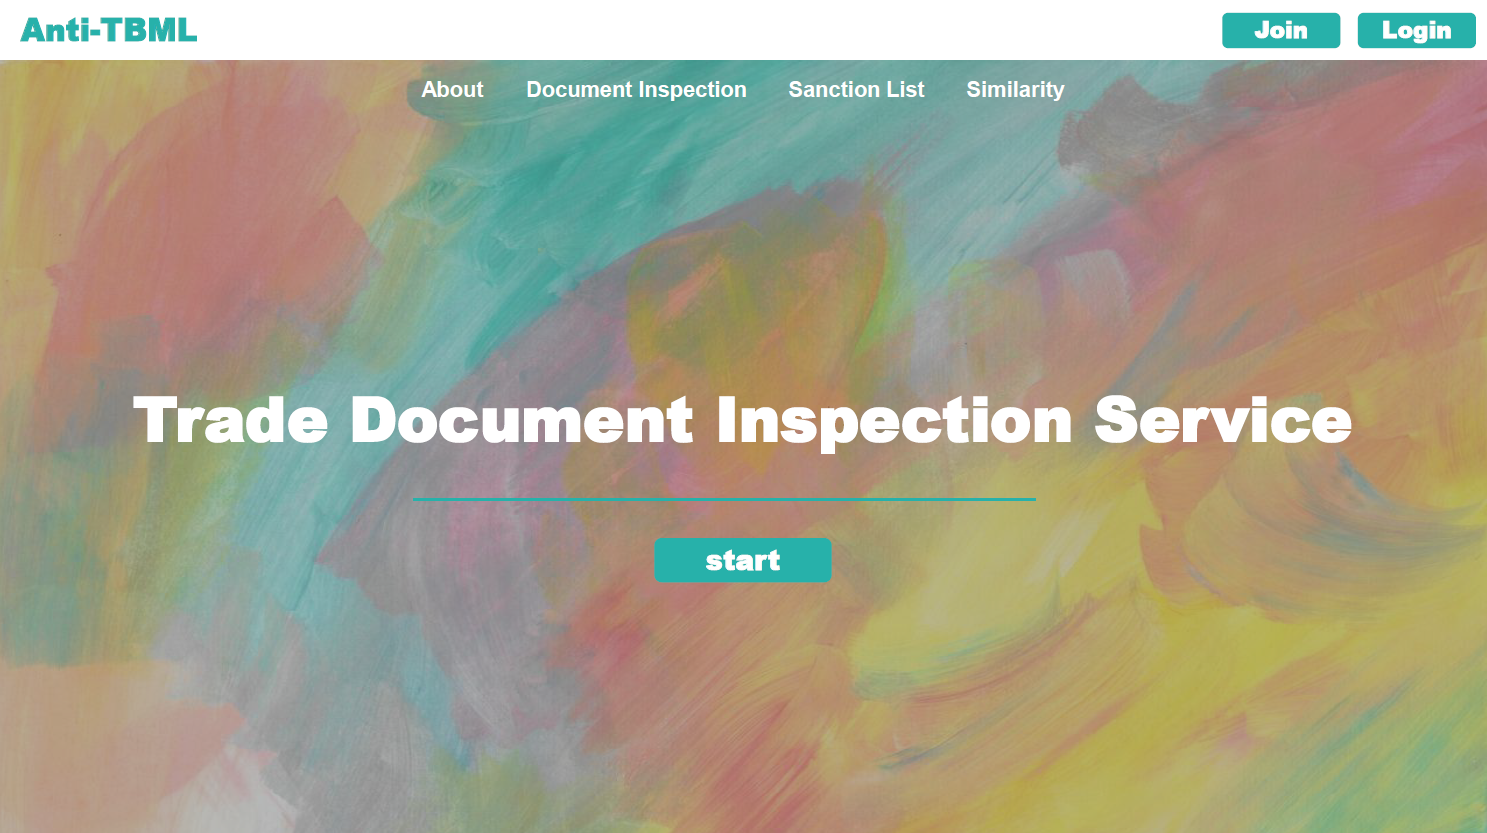 Anti-TBML
Join
Login
About
Document Inspection
Sanction List
Similarity
Trade Document Inspection Service
start